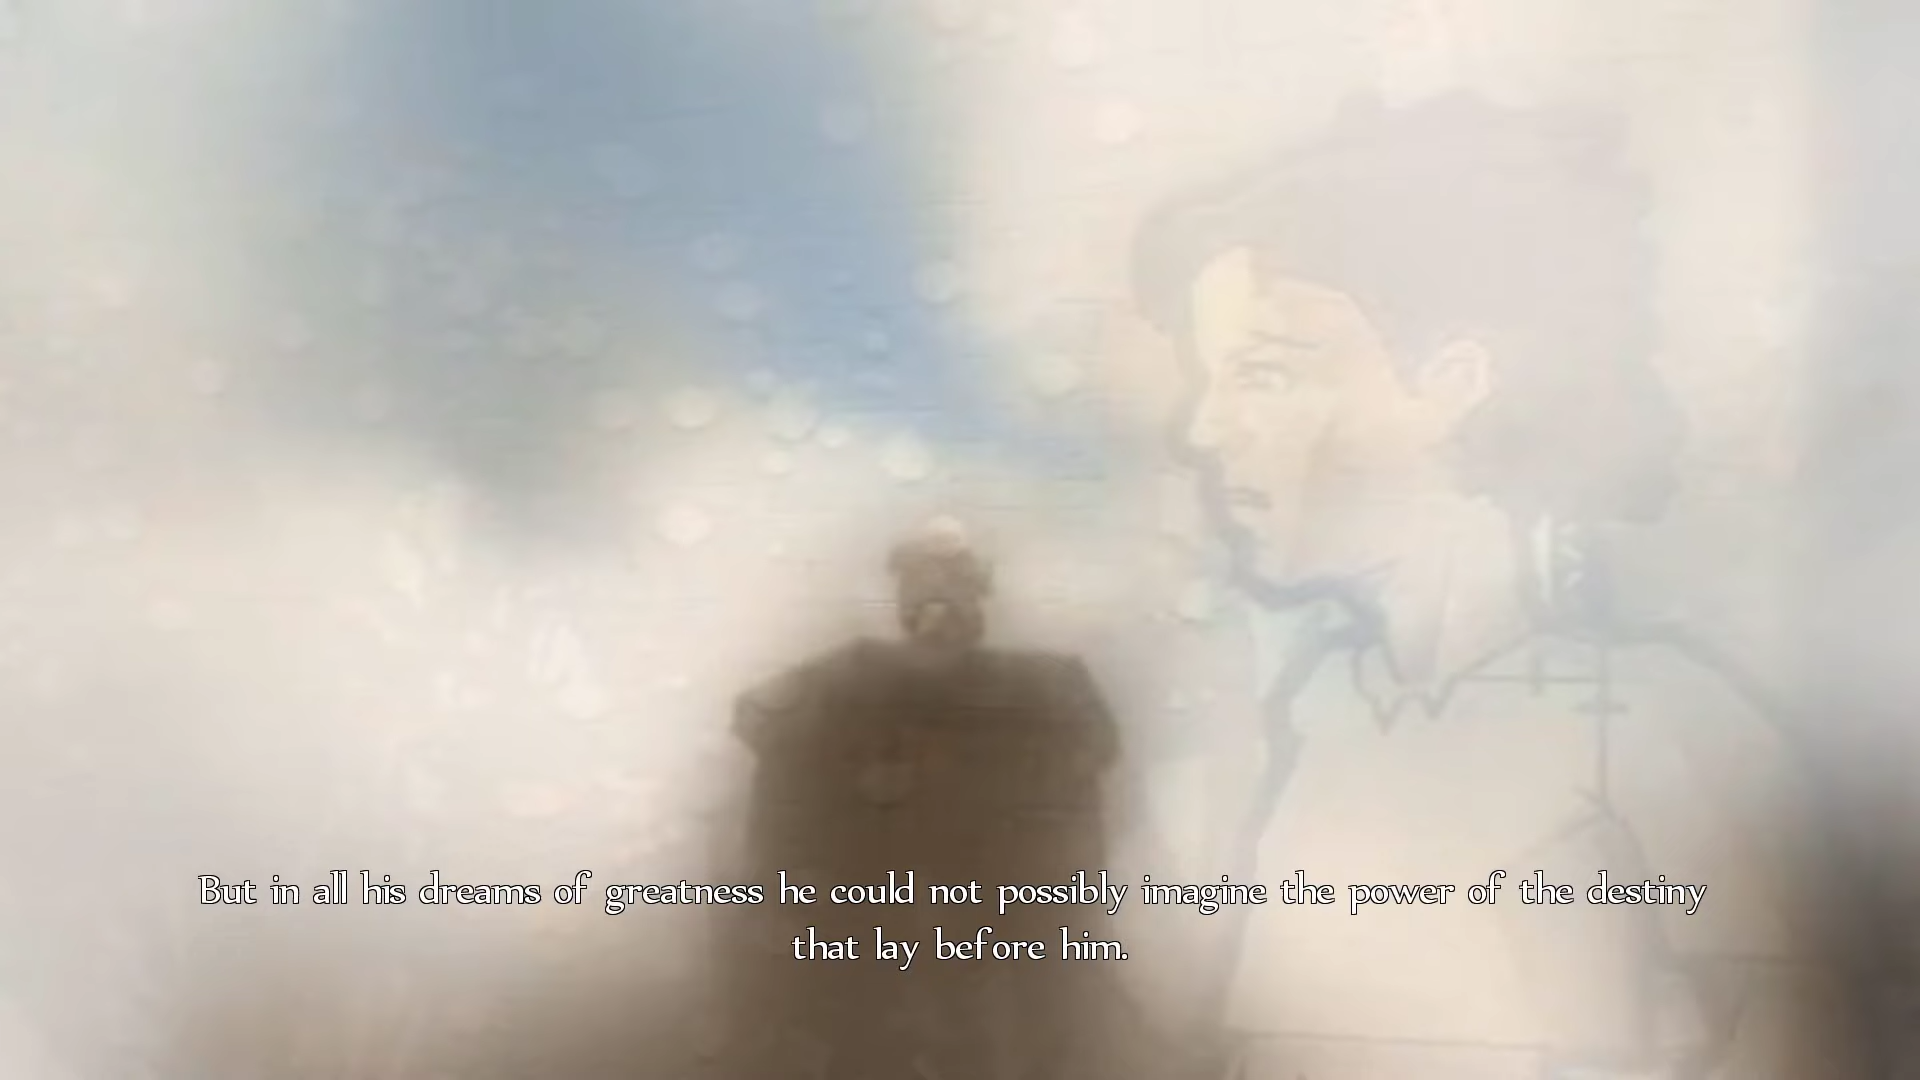 But in all his dreams of greatness he could not possibly imagine the power of the destiny
that lay before him.